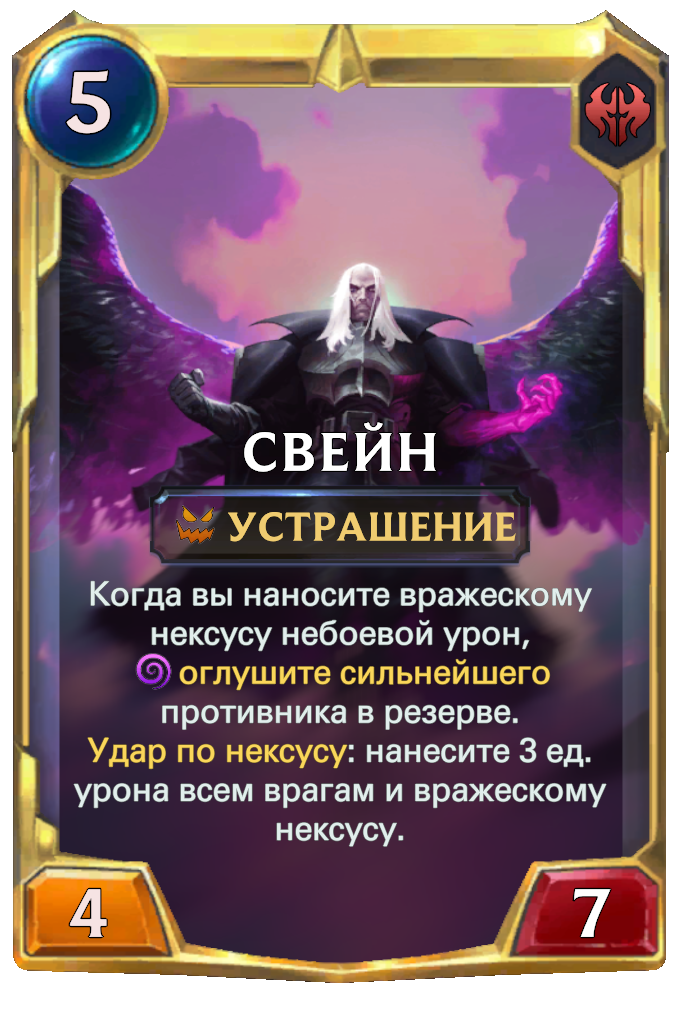 5
СВЕЙН
УСТРАШЕНИЕ
Когда вы наносите вражескому
нексусу небоевой урон,
оглушите сильнейшего
противника в резерве.
Удар по нексусу: нанесите 3 ед.
урона всем врагам и вражескому
нексусу.
4
7